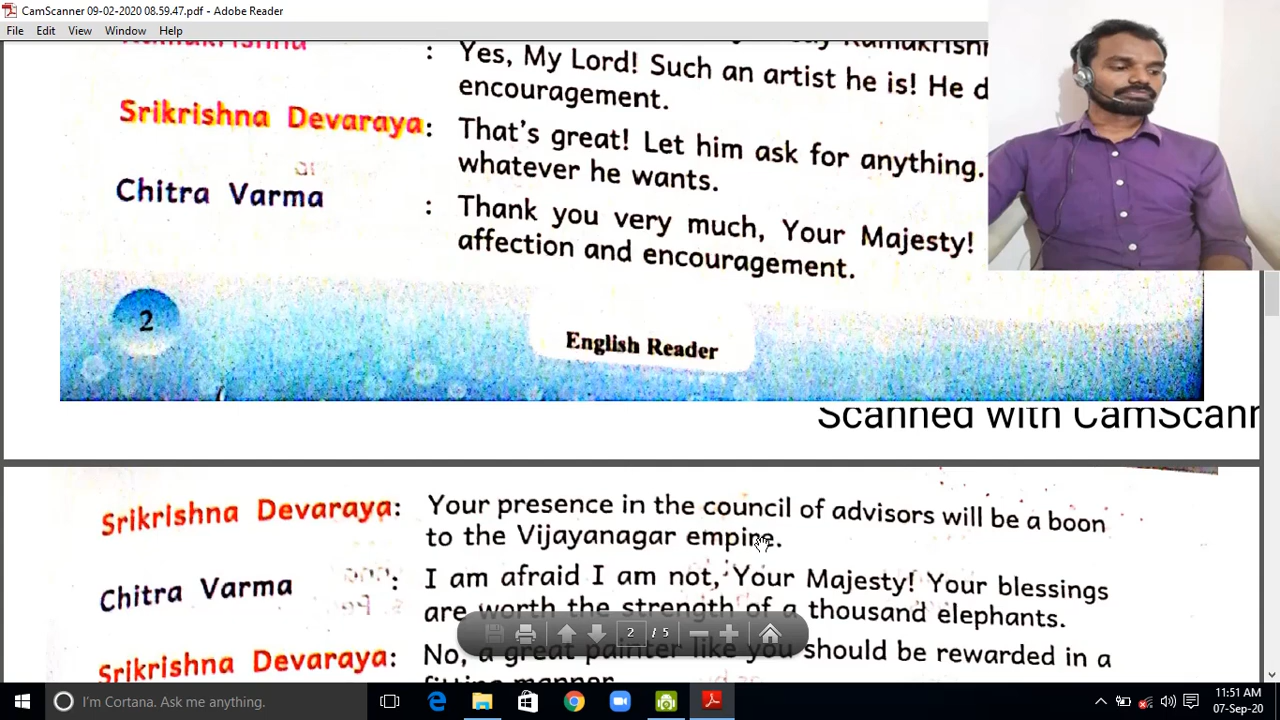 CamScanner 09-02-2020 08.59.47.pdf - Adobe Reader
File Edit View Window Help
: Yes, My Lord! Such an artist he is! He d
encouragement.
Srikrishna Devaraya: That's great! Let him ask for anything.
whatever he wants.
Chitra Varma : Thank you very much, Your Majesty!
affection and encouragement.
2
English Reader
Scanned with CamScann
Srikrishna Devaraya: Your presence in the council of advisors will be a boon
to the Vijayanagar empire.
Chitra Varma : I am afraid I am not, Your Majesty! Your blessings
are worth the strength of a thousand elephants.
2 / 5
Srikrishna Devaraya: No, a great painter like you should be rewarded in a
fitting manner.
I'm Cortana. Ask me anything.
11:51 AM
07-Sep-20